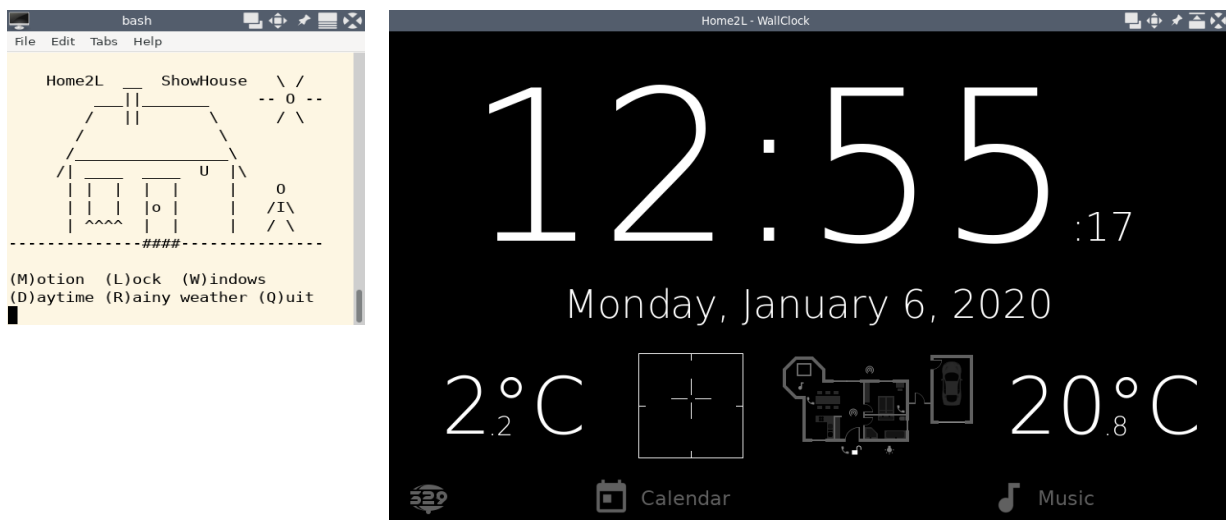 bash
File Edit Tabs Help
Home2L ShowHouse
(M)otion (L)ock (W)indows
(D)aytime (R)ainy weather (Q)uit
Home2L - WallClock
12:55:17
Monday, January 6, 2020
2.2°C
20.8°C
529
Calendar
Music